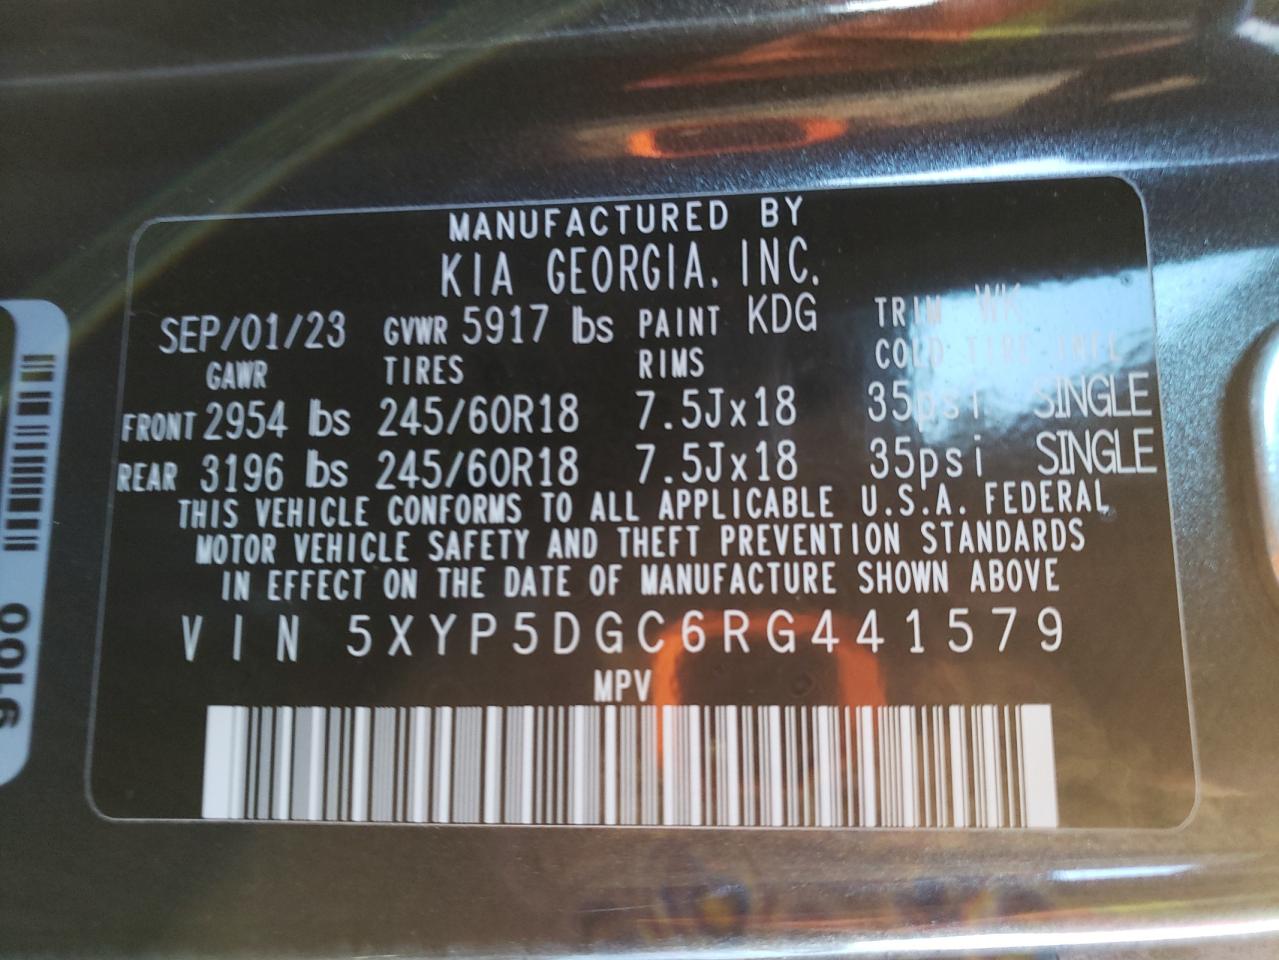 MANUFACTURED BY
KIA GEORGIA, INC.
SEP/01/23 GVWR 5917 lbs PAINT KDG TRIM WK
GAWR TIRES RIMS COLD TIRE INFL
FRONT 2954 lbs 245/60R18 7.5Jx18 35psi SINGLE
REAR 3196 lbs 245/60R18 7.5Jx18 35psi SINGLE
THIS VEHICLE CONFORMS TO ALL APPLICABLE U.S.A. FEDERAL
MOTOR VEHICLE SAFETY AND THEFT PREVENTION STANDARDS
IN EFFECT ON THE DATE OF MANUFACTURE SHOWN ABOVE
VIN 5XYP5DGC6RG441579
MPV